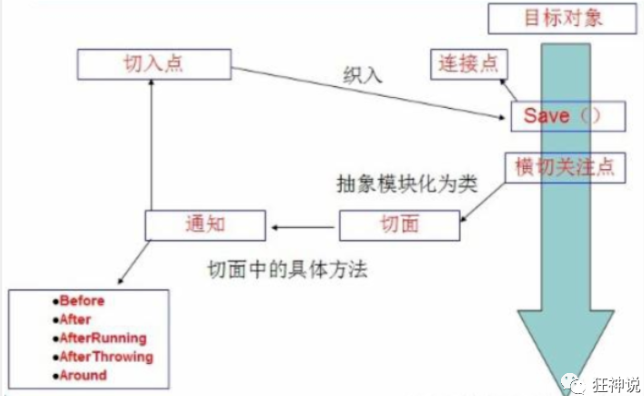 目标对象
切入点
连接点
织入
Save（）
横切关注点
抽象模块化为类
通知
切面
切面中的具体方法
●Before
●After
●AfterRunning
●AfterThrowing
●Around
狂神说